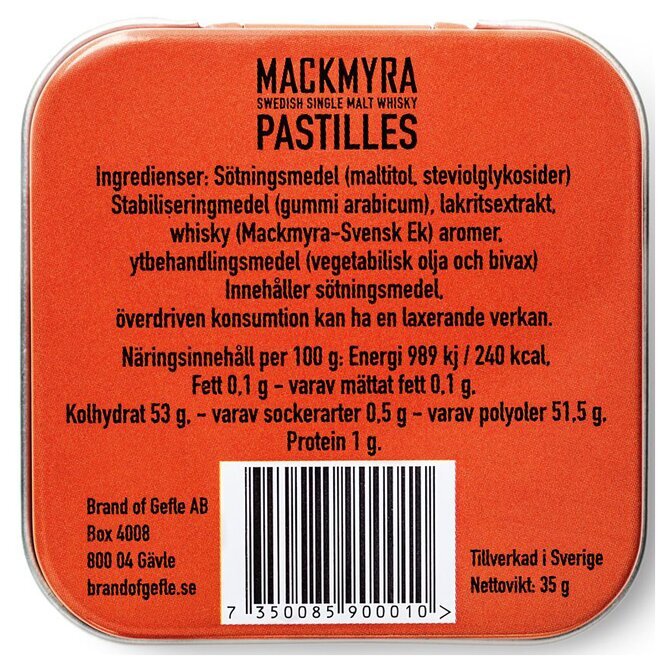 MACKMYRA
SWEDISH SINGLE MALT WHISKY
PASTILLES
Ingredienser: Sötningsmedel (maltitol, steviolglykosider)
Stabiliseringmedel (gummi arabicum), lakritsextrakt,
whisky (Mackmyra-Svensk Ek) aromer,
ytbehandlingsmedel (vegetabilisk olja och bivax)
Innehåller sötningsmedel,
överdriven konsumtion kan ha en laxerande verkan.
Näringsinnehåll per 100 g: Energi 989 kj / 240 kcal,
Fett 0,1 g - varav mättat fett 0,1 g,
Kolhydrat 53 g, - varav sockerarter 0,5 g - varav polyoler 51,5 g,
Protein 1 g.
Brand of Gefle AB
Box 4008
800 04 Gävle
brandofgefle.se
7 350085 900010 >
Tillverkad i Sverige
Nettovikt: 35 g